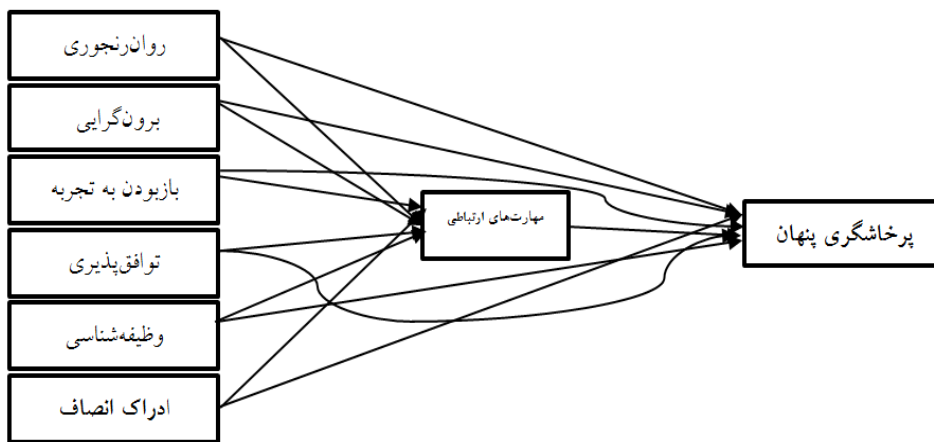 روان‌رنجوری
برون‌گرایی
بازبودن به تجربه
توافق‌پذیری
وظیفه‌شناسی
ادراک انصاف
مهارت‌های ارتباطی
پرخاشگری پنهان